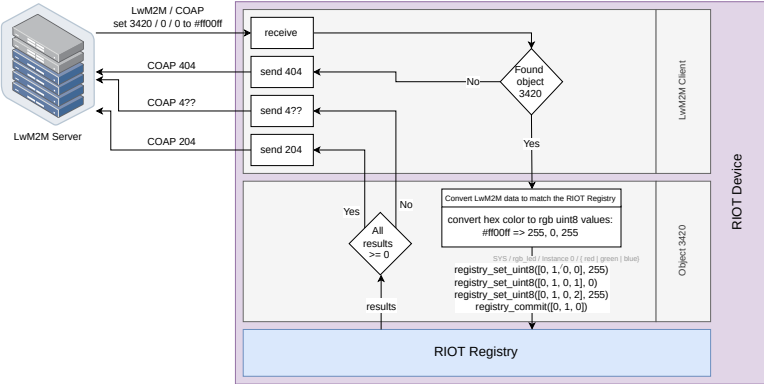 LwM2M / COAP
set 3420 / 0 / 0 to #ff00ff
receive
COAP 404
send 404
No
Found
object
3420
COAP 4??
send 4??
LwM2M Server
COAP 204
send 204
Yes
LwM2M Client
RIOT Device
Yes
No
Convert LwM2M data to match the RIOT Registry
convert hex color to rgb uint8 values:
#ff00ff => 255, 0, 255
All
results
>= 0
SYS / rgb_led / Instance 0 / { red | green | blue}
registry_set_uint8([0, 1, 0, 0], 255)
registry_set_uint8([0, 1, 0, 1], 0)
registry_set_uint8([0, 1, 0, 2], 255)
registry_commit([0, 1, 0])
results
Object 3420
RIOT Registry